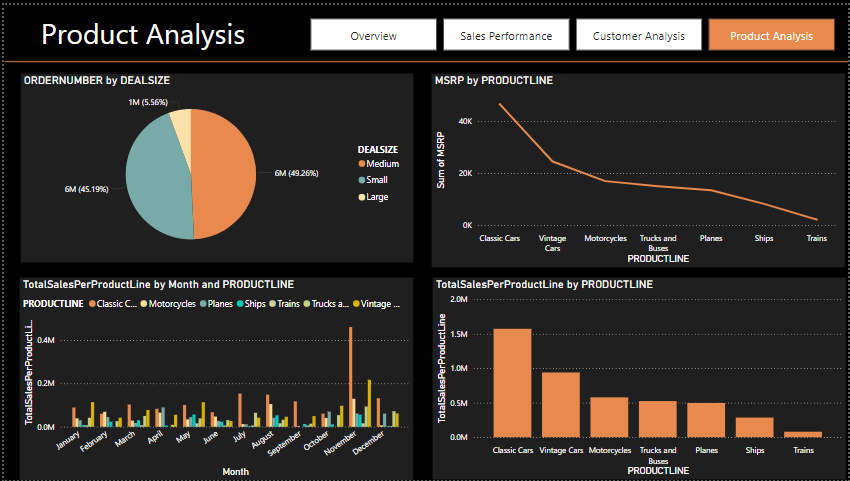 Product Analysis
Overview
Sales Performance
Customer Analysis
Product Analysis
ORDERNUMBER by DEALSIZE
1M (5.56%)
6M (49.26%)
6M (45.19%)
DEALSIZE
Medium
Small
Large
MSRP by PRODUCTLINE
Sum of MSRP
40K
20K
0K
Classic Cars
Vintage
Cars
Motorcycles
Trucks and
Buses
Planes
Ships
Trains
PRODUCTLINE
TotalSalesPerProductLine by Month and PRODUCTLINE
PRODUCTLINE
Classic C...
Motorcycles
Planes
Ships
Trains
Trucks a...
Vintage ...
TotalSalesPerProductLi...
0.4M
0.2M
0.0M
January
February
March
April
May
June
July
August
September
October
November
December
Month
TotalSalesPerProductLine by PRODUCTLINE
TotalSalesPerProductLine
2.0M
1.5M
1.0M
0.5M
0.0M
Classic Cars
Vintage Cars
Motorcycles
Trucks and
Buses
Planes
Ships
Trains
PRODUCTLINE